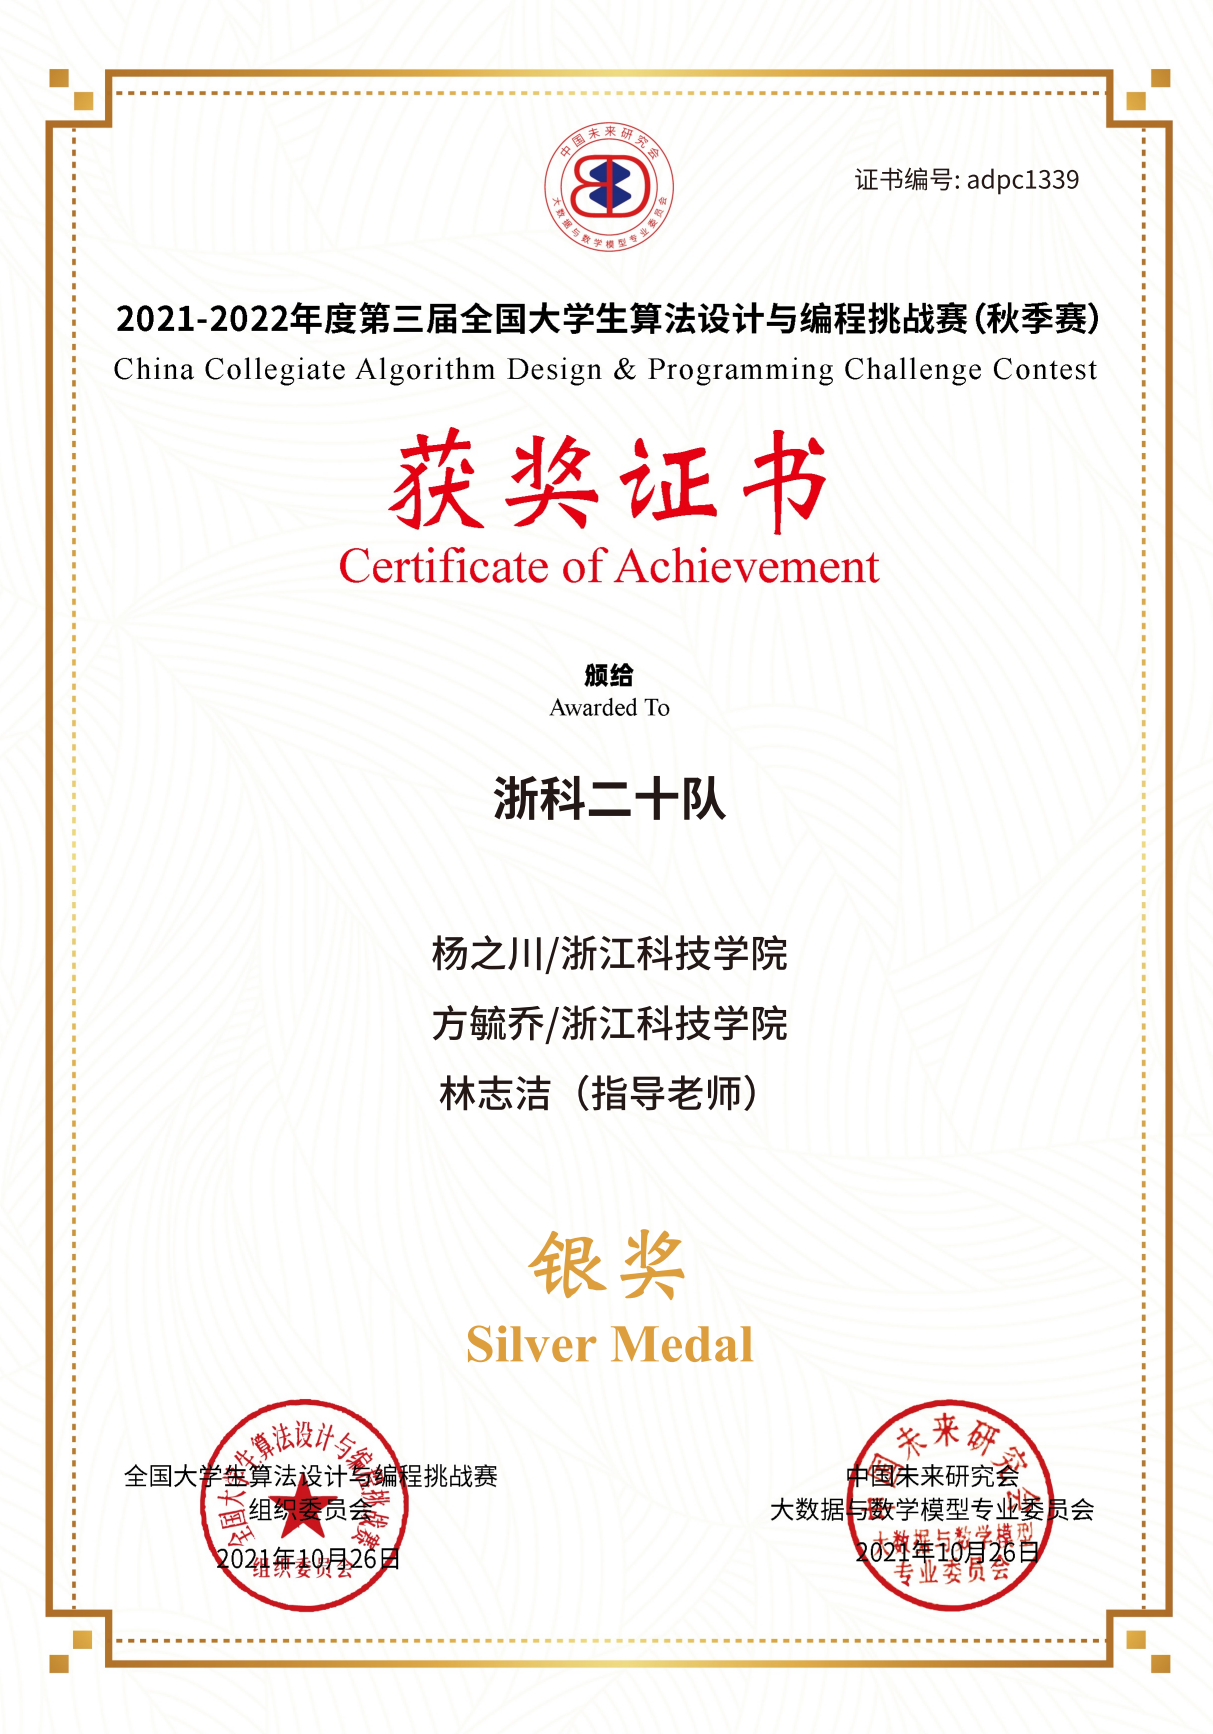 中国未来研究会
大数据与数学模型专业委员会
证书编号: adpc1339
2021-2022年度第三届全国大学生算法设计与编程挑战赛(秋季赛)
China Collegiate Algorithm Design & Programming Challenge Contest
获奖证书
Certificate of Achievement
颁给
Awarded To
浙科二十队
杨之川/浙江科技学院
方毓乔/浙江科技学院
林志洁（指导老师）
银奖
Silver Medal
全国大学生算法设计与编程挑战赛
组织委员会
2021年10月26日
全国大学生算法设计与编程挑战赛
组织委员会
中国未来研究会
大数据与数学模型专业委员会
2021年10月26日
中国未来研究会
大数据与数学模型
专业委员会